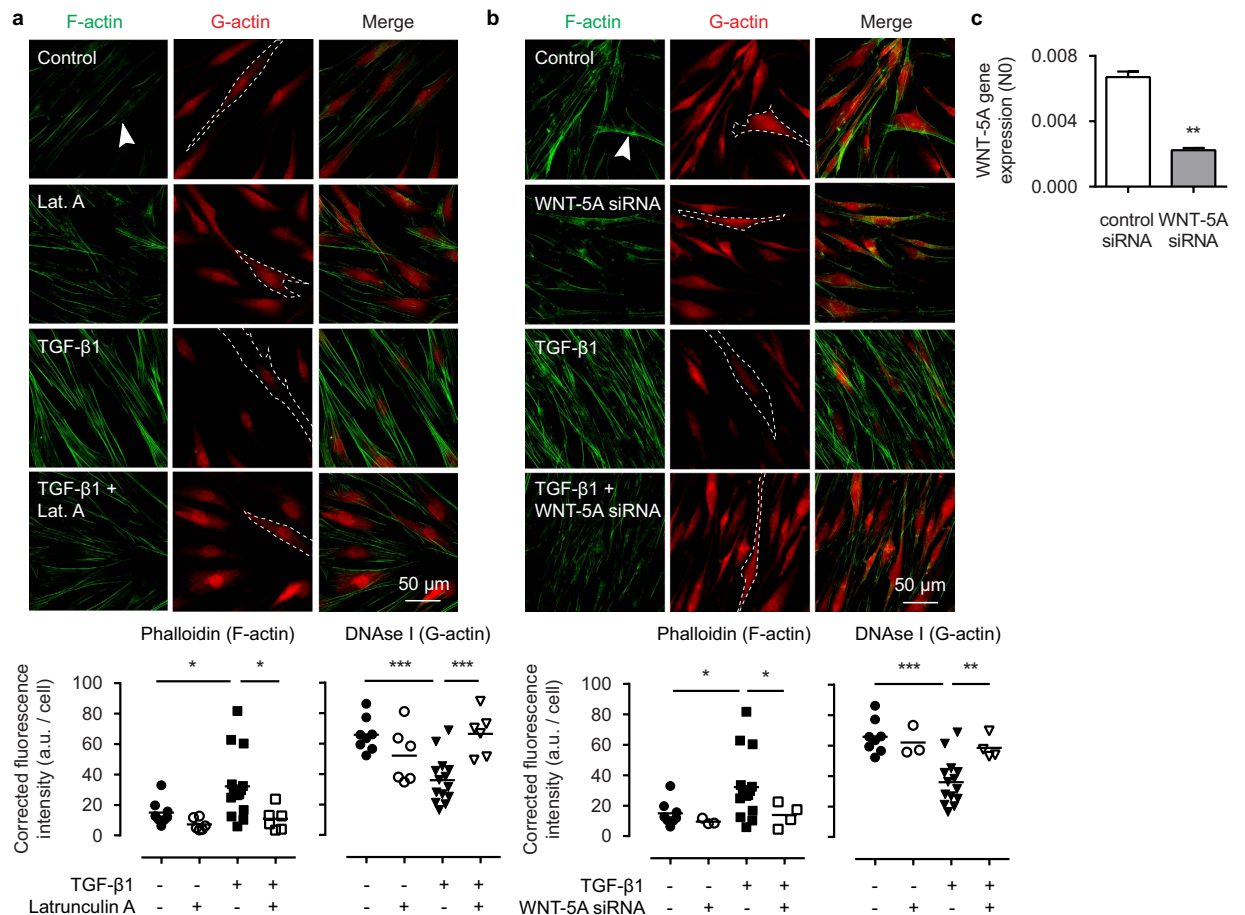 a
F-actin
G-actin
Merge
Control
Lat. A
TGF-β1
TGF-β1 +
Lat. A
50 µm
Phalloidin (F-actin)
DNAse I (G-actin)
Corrected fluorescence
intensity (a.u. / cell)
100
80
60
40
20
0
*
*
***
***
TGF-β1
- - + +
- - + +
Latrunculin A
- + - +
- + - +
b
F-actin
G-actin
Merge
Control
WNT-5A siRNA
TGF-β1
TGF-β1 +
WNT-5A siRNA
50 µm
Phalloidin (F-actin)
DNAse I (G-actin)
Corrected fluorescence
intensity (a.u. / cell)
100
80
60
40
20
0
*
*
***
**
TGF-β1
- - + +
- - + +
WNT-5A siRNA
- + - +
- + - +
c
WNT-5A gene
expression (N0)
0.008
0.004
0.000
**
control
siRNA
WNT-5A
siRNA